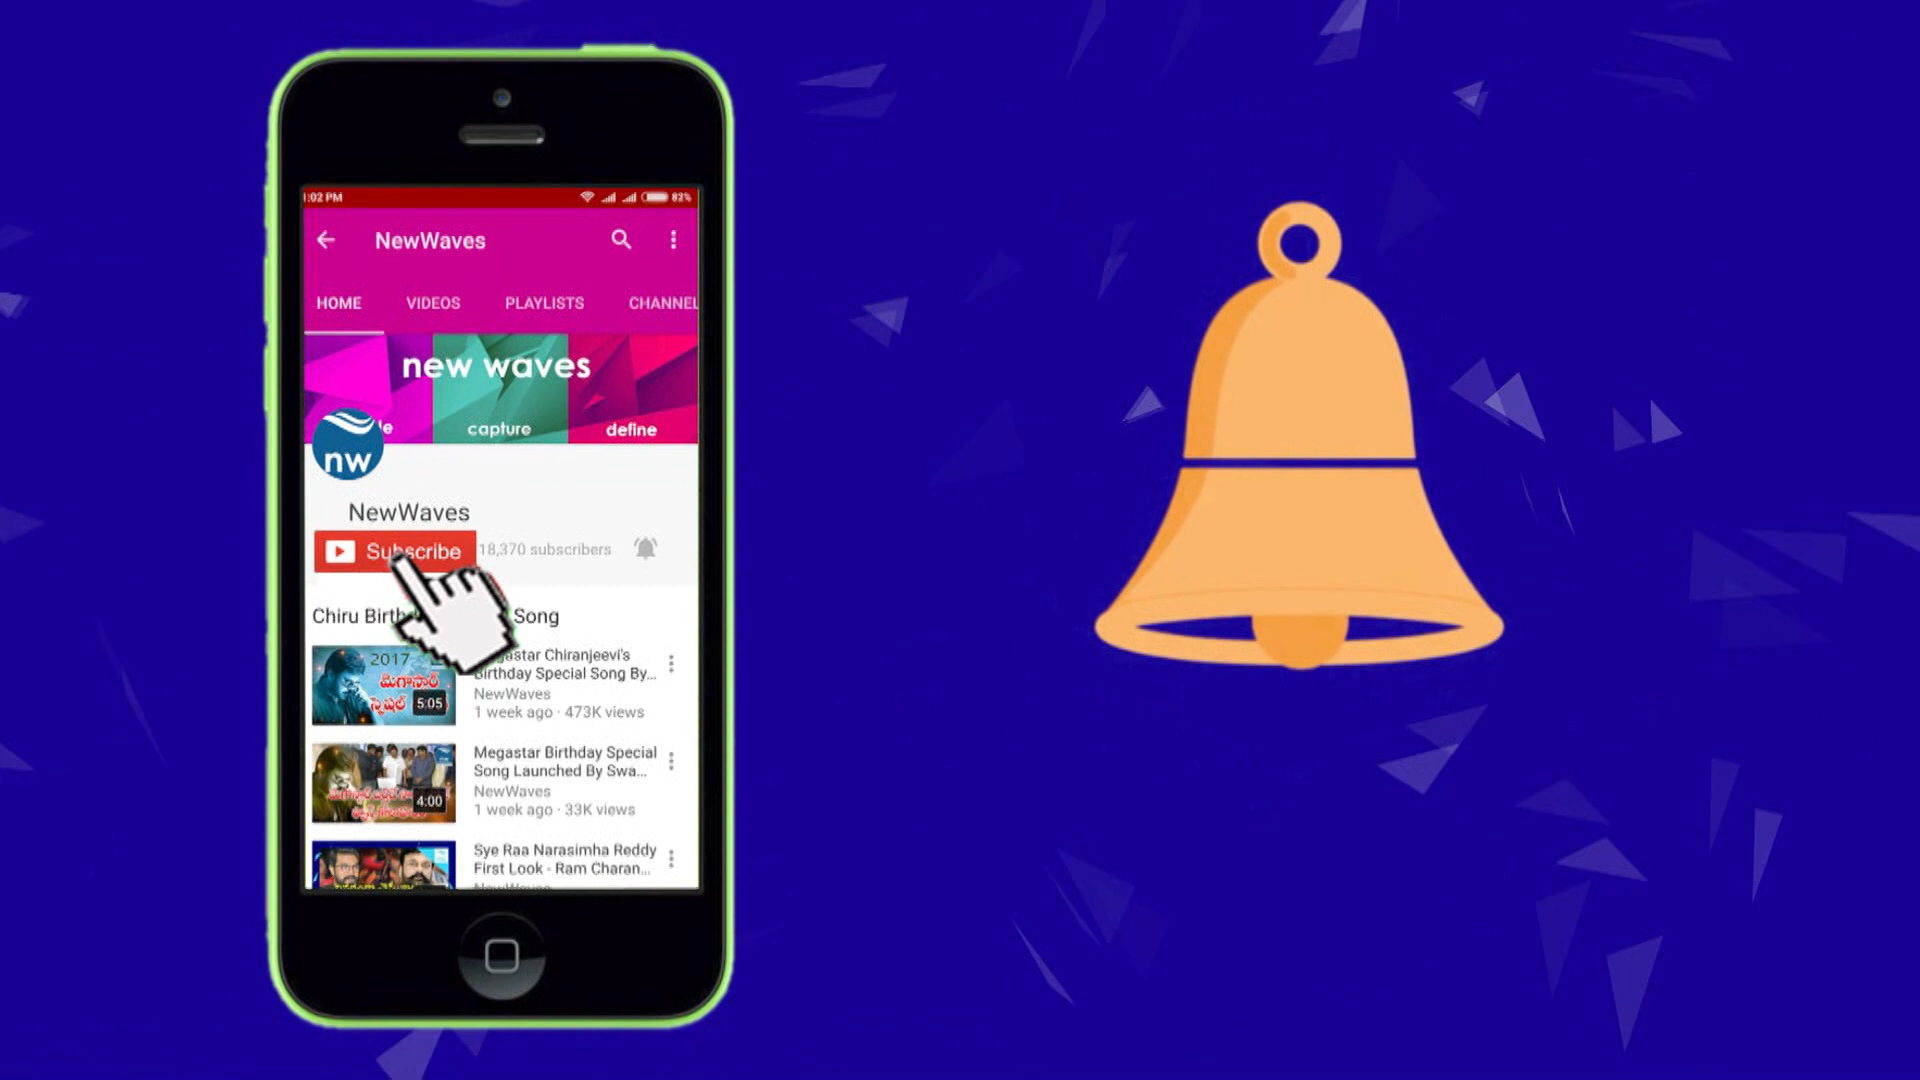 1:02 PM
82%
NewWaves
HOME VIDEOS PLAYLISTS CHANNEL
new waves
capture
define
nw
NewWaves
Subscribe 18,370 subscribers
Chiru Birth Song
Chiranjeevi's
Birthday Special Song By...
NewWaves
1 week ago · 473K views
2017
మెగాస్టార్
స్పెషల్
5:05
Megastar Birthday Special
Song Launched By Swa...
NewWaves
1 week ago · 33K views
4:00
Sye Raa Narasimha Reddy
First Look - Ram Charan...
NewWaves